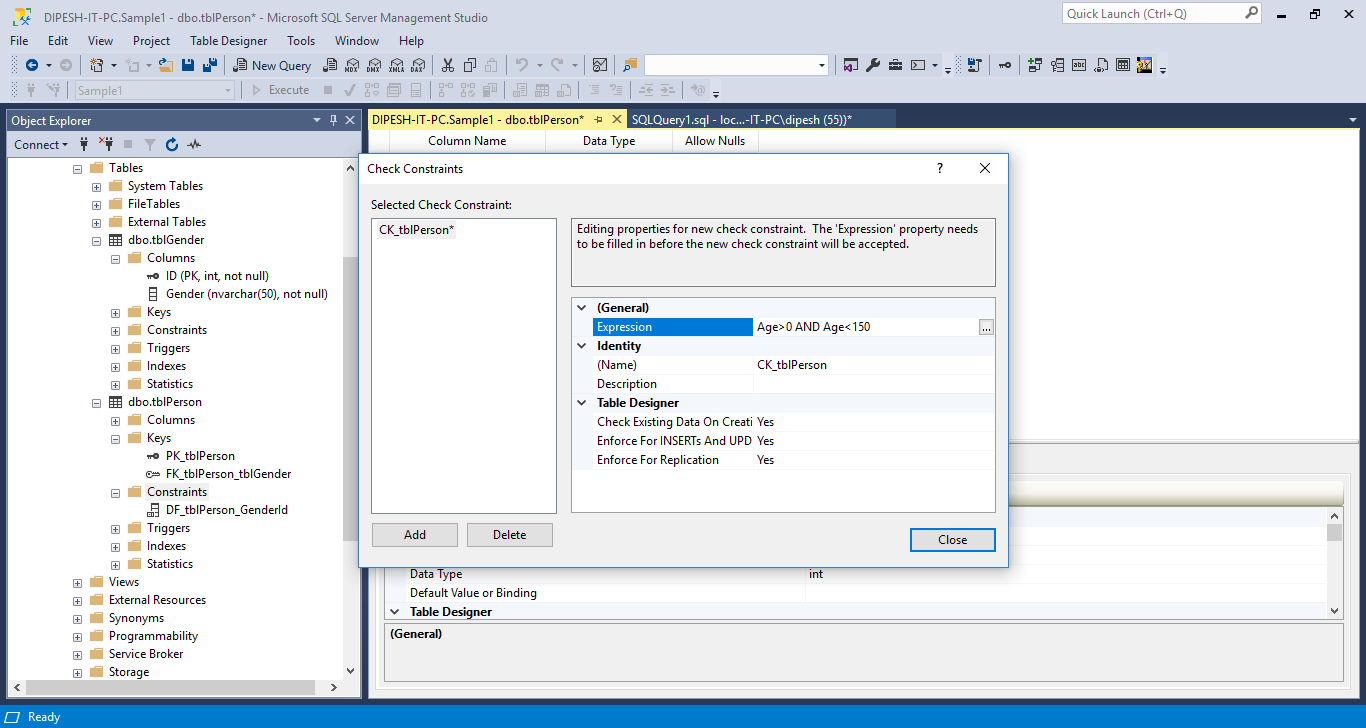 DIPESH-IT-PC.Sample1 - dbo.tblPerson* - Microsoft SQL Server Management Studio
Quick Launch (Ctrl+Q)
File Edit View Project Table Designer Tools Window Help
New Query MDX DMX XMLA DAX
Sample1 Execute
Object Explorer
DIPESH-IT-PC.Sample1 - dbo.tblPerson*
SQLQuery1.sql - loc...-IT-PC\dipesh (55))*
Connect
Column Name Data Type Allow Nulls
Tables
System Tables
FileTables
External Tables
dbo.tblGender
Columns
ID (PK, int, not null)
Gender (nvarchar(50), not null)
Keys
Constraints
Triggers
Indexes
Statistics
dbo.tblPerson
Columns
Keys
PK_tblPerson
FK_tblPerson_tblGender
Constraints
DF_tblPerson_GenderId
Triggers
Indexes
Statistics
Views
External Resources
Synonyms
Programmability
Service Broker
Storage
Check Constraints
?
Selected Check Constraint:
CK_tblPerson*
Editing properties for new check constraint. The 'Expression' property needs
to be filled in before the new check constraint will be accepted.
(General)
Expression Age>0 AND Age<150 ...
Identity
(Name) CK_tblPerson
Description
Table Designer
Check Existing Data On Creati Yes
Enforce For INSERTs And UPD Yes
Enforce For Replication Yes
Add Delete Close
Data Type int
Default Value or Binding
Table Designer
(General)
Ready